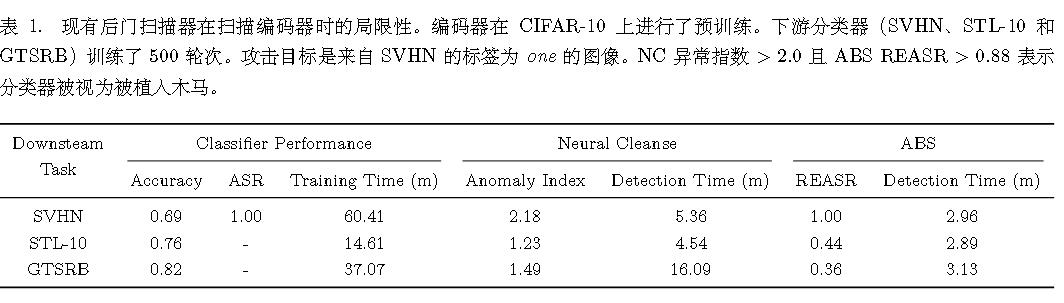 表 1. 现有后门扫描器在扫描编码器时的局限性。编码器在 CIFAR-10 上进行了预训练。下游分类器（SVHN、STL-10 和
GTSRB）训练了 500 轮次。攻击目标是来自 SVHN 的标签为 one 的图像。NC 异常指数 > 2.0 且 ABS REASR > 0.88 表示
分类器被视为被植入木马。
Downsteam Task Classifier Performance Neural Cleanse ABS
Accuracy ASR Training Time (m) Anomaly Index Detection Time (m) REASR Detection Time (m)
SVHN 0.69 1.00 60.41 2.18 5.36 1.00 2.96
STL-10 0.76 - 14.61 1.23 4.54 0.44 2.89
GTSRB 0.82 - 37.07 1.49 16.09 0.36 3.13